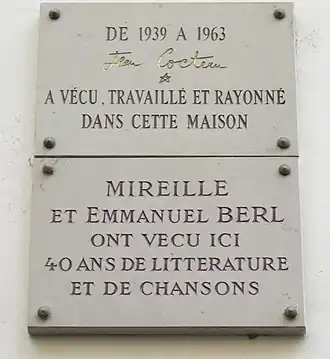 DE 1939 A 1963
Jean Cocteau
A VÉCU, TRAVAILLÉ ET RAYONNÉ
DANS CETTE MAISON
MIREILLE
ET EMMANUEL BERL
ONT VECU ICI
40 ANS DE LITTERATURE
ET DE CHANSONS